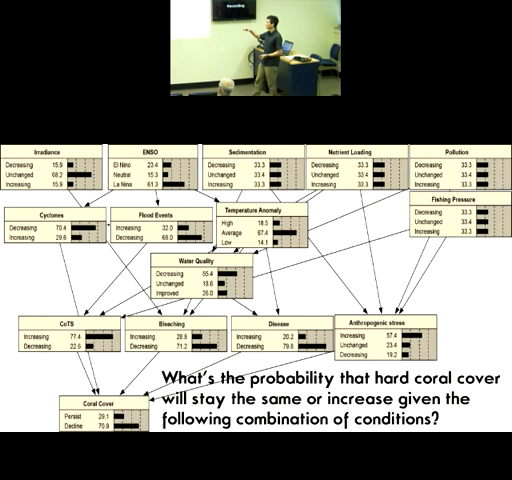 Recording
Irradiance
Decreasing 15.9
Unchanged 68.2
Increasing 15.9
ENSO
El Nino 23.4
Neutral 15.3
La Nina 61.3
Sedimentation
Decreasing 33.3
Unchanged 33.4
Increasing 33.3
Nutrient Loading
Decreasing 33.3
Unchanged 33.4
Increasing 33.3
Pollution
Decreasing 33.3
Unchanged 33.4
Increasing 33.3
Cyclones
Decreasing 70.4
Increasing 29.6
Flood Events
Increasing 32.0
Decreasing 68.0
Temperature Anomaly
High 18.5
Average 67.4
Low 14.1
Fishing Pressure
Decreasing 33.3
Unchanged 33.4
Increasing 33.3
Water Quality
Decreasing 55.4
Unchanged 18.6
Improved 26.0
CoTS
Increasing 77.4
Decreasing 22.6
Bleaching
Increasing 28.8
Decreasing 71.2
Disease
Increasing 20.2
Decreasing 79.8
Anthropogenic stress
Increasing 57.4
Unchanged 23.4
Decreasing 19.2
Coral Cover
Persist 29.1
Decline 70.9
What's the probability that hard coral cover
will stay the same or increase given the
following combination of conditions?